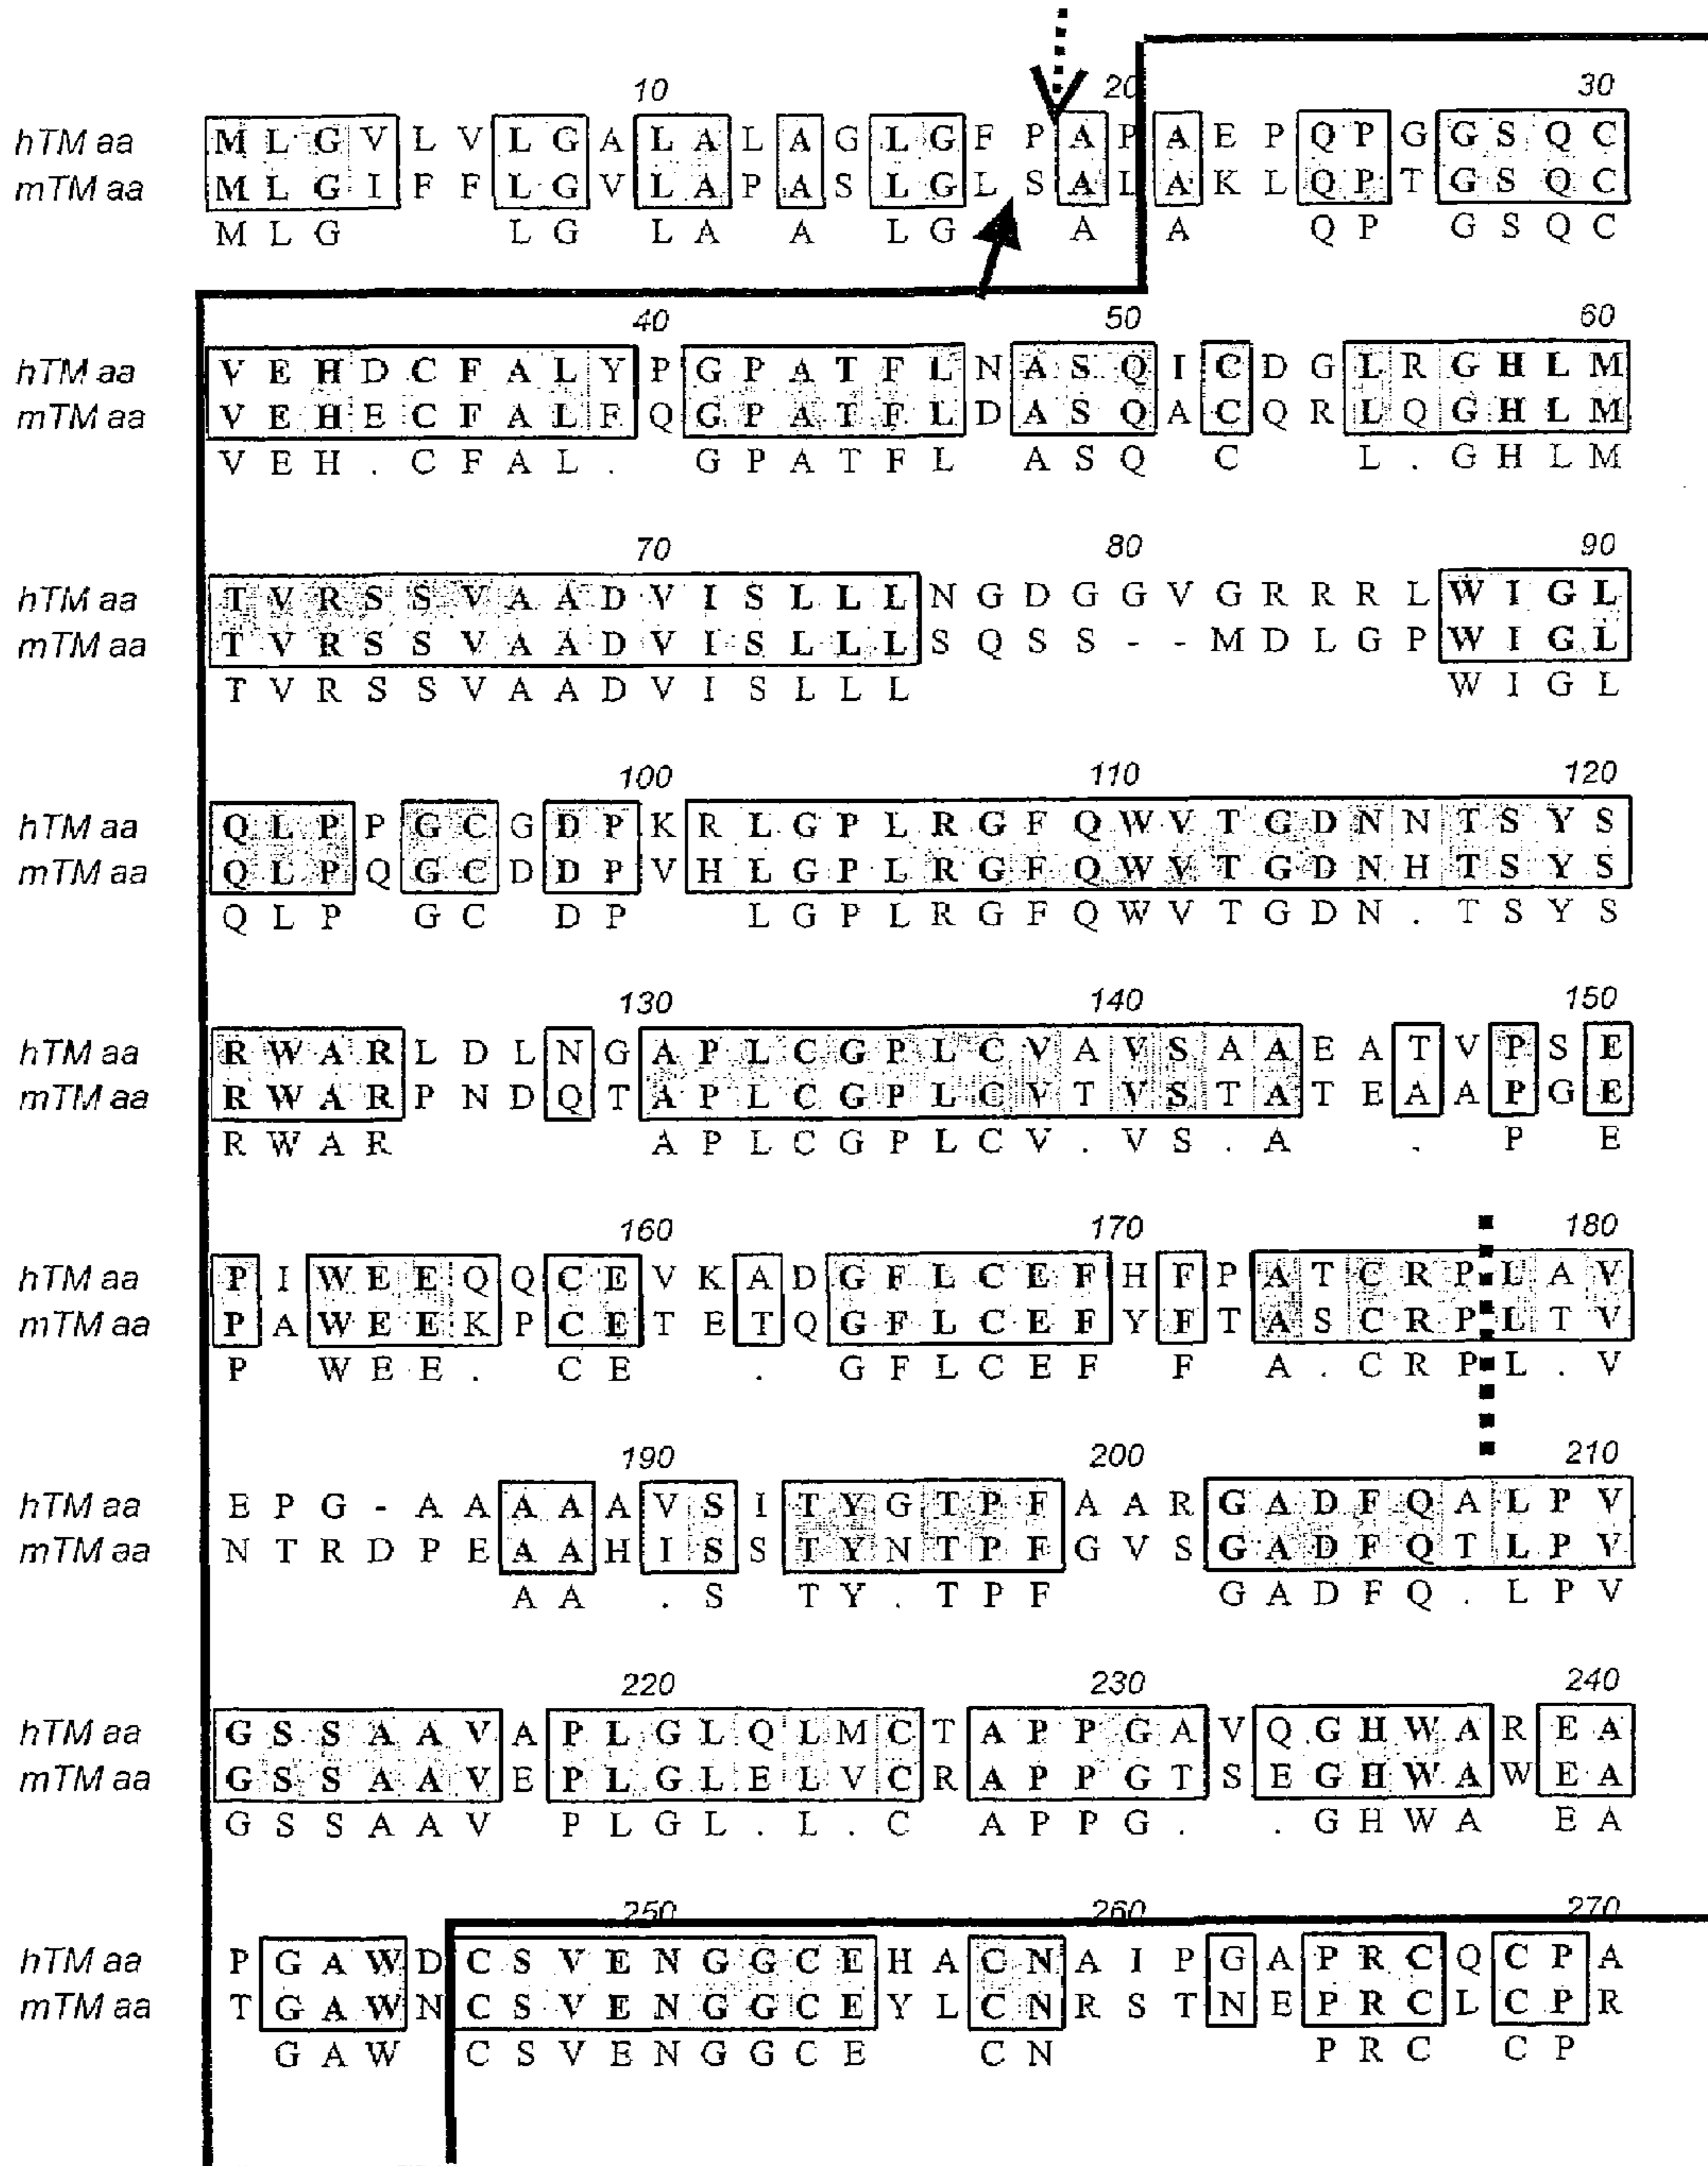 10 20 30
hTM aa M L G V L V L G A L A L A G L G F P A P A E P Q P G G S Q C
mTM aa M L G I F F L G V L A P A S L G L S A L A K L Q P T G S Q C
M L G L G L A A L G A A Q P G S Q C
40 50 60
hTM aa V E H D C F A L Y P G P A T F L N A S Q I C D G L R G H L M
mTM aa V E H E C F A L F Q G P A T F L D A S Q A C Q R L Q G H L M
V E H . C F A L . G P A T F L A S Q C L . G H L M
70 80 90
hTM aa T V R S S V A A D V I S L L L N G D G G V G R R R L W I G L
mTM aa T V R S S V A A D V I S L L L S Q S S - - M D L G P W I G L
T V R S S V A A D V I S L L L W I G L
100 110 120
hTM aa Q L P P G C G D P K R L G P L R G F Q W V T G D N N T S Y S
mTM aa Q L P Q G C D D P V H L G P L R G F Q W V T G D N H T S Y S
Q L P G C D P L G P L R G F Q W V T G D N . T S Y S
130 140 150
hTM aa R W A R L D L N G A P L C G P L C V A V S A A E A T V P S E
mTM aa R W A R P N D Q T A P L C G P L C V T V S T A T E A A P G E
R W A R A P L C G P L C V . V S . A . P E
160 170 180
hTM aa P I W E E Q Q C E V K A D G F L C E F H F P A T C R P L A V
mTM aa P A W E E K P C E T E T Q G F L C E F Y F T A S C R P L T V
P W E E . C E . G F L C E F F A . C R P L . V
190 200 210
hTM aa E P G - A A A A A V S I T Y G T P F A A R G A D F Q A L P V
mTM aa N T R D P E A A H I S S T Y N T P F G V S G A D F Q T L P V
A A . S T Y . T P F G A D F Q . L P V
220 230 240
hTM aa G S S A A V A P L G L Q L M C T A P P G A V Q G H W A R E A
mTM aa G S S A A V E P L G L E L V C R A P P G T S E G H W A W E A
G S S A A V P L G L . L . C A P P G . . G H W A E A
250 260 270
hTM aa P G A W D C S V E N G G C E H A C N A I P G A P R C Q C P A
mTM aa T G A W N C S V E N G G C E Y L C N R S T N E P R C L C P R
G A W C S V E N G G C E C N P R C C P